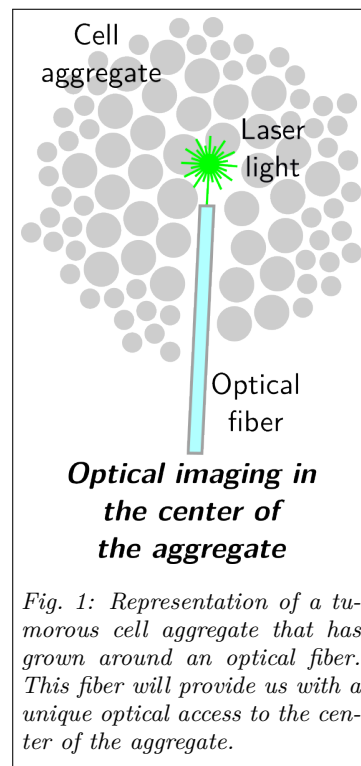 Cell
aggregate
Laser
light
Optical
fiber
Optical imaging in
the center of
the aggregate
Fig. 1: Representation of a tu-
morous cell aggregate that has
grown around an optical fiber.
This fiber will provide us with a
unique optical access to the cen-
ter of the aggregate.